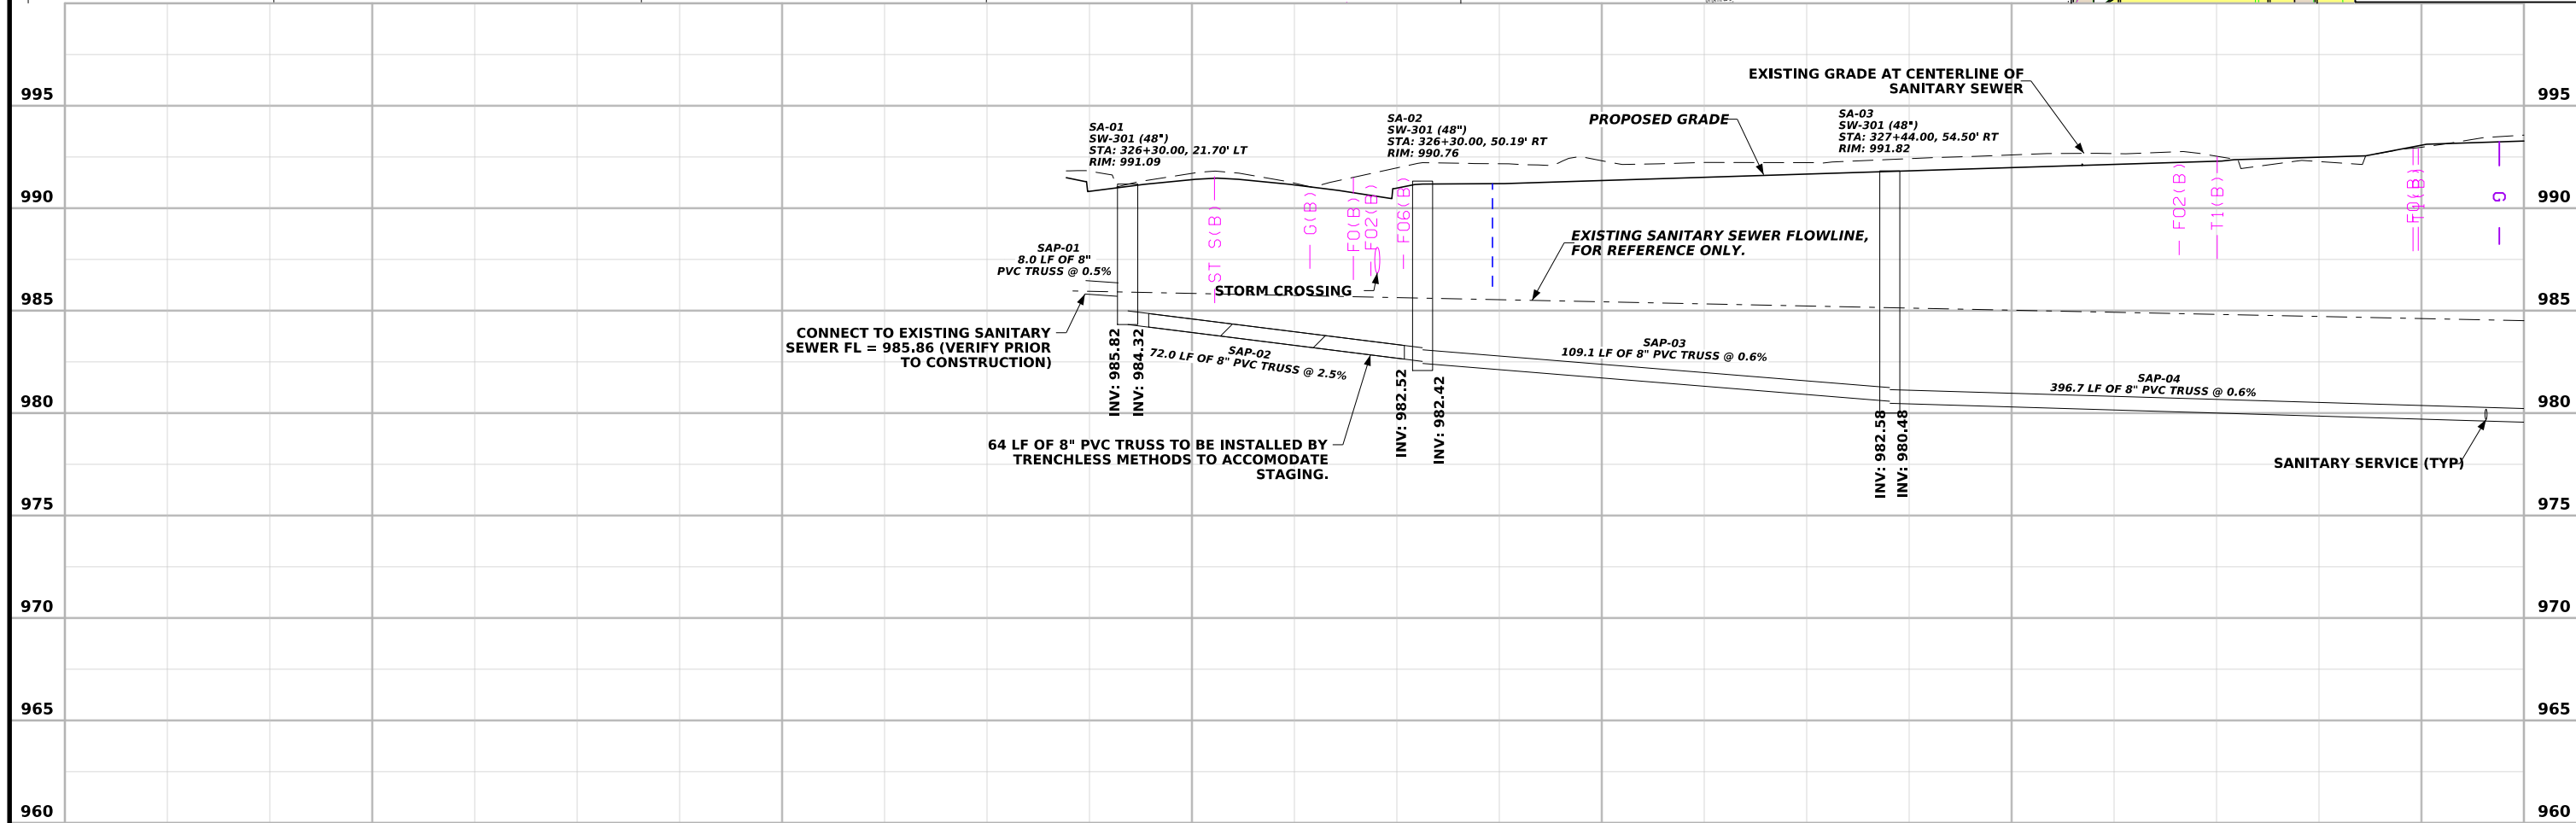 995
995
EXISTING GRADE AT CENTERLINE OF
SANITARY SEWER
SA-01
SW-301 (48")
STA: 326+30.00, 21.70' LT
RIM: 991.09
SA-02
SW-301 (48")
STA: 326+30.00, 50.19' RT
RIM: 990.76
PROPOSED GRADE
SA-03
SW-301 (48")
STA: 327+44.00, 54.50' RT
RIM: 991.82
990
990
ST S(B)
G(B)
FO(B)
FO2(B)
FO6(B)
FO2(B)
T1(B)
G
SAP-01
8.0 LF OF 8"
PVC TRUSS @ 0.5%
EXISTING SANITARY SEWER FLOWLINE,
FOR REFERENCE ONLY.
STORM CROSSING
985
985
CONNECT TO EXISTING SANITARY
SEWER FL = 985.86 (VERIFY PRIOR
TO CONSTRUCTION)
INV: 985.82
INV: 984.32
SAP-02
72.0 LF OF 8" PVC TRUSS @ 2.5%
SAP-03
109.1 LF OF 8" PVC TRUSS @ 0.6%
SAP-04
396.7 LF OF 8" PVC TRUSS @ 0.6%
INV: 982.52
INV: 982.42
INV: 982.58
INV: 980.48
980
980
64 LF OF 8" PVC TRUSS TO BE INSTALLED BY
TRENCHLESS METHODS TO ACCOMODATE
STAGING.
SANITARY SERVICE (TYP)
975
975
970
970
965
965
960
960